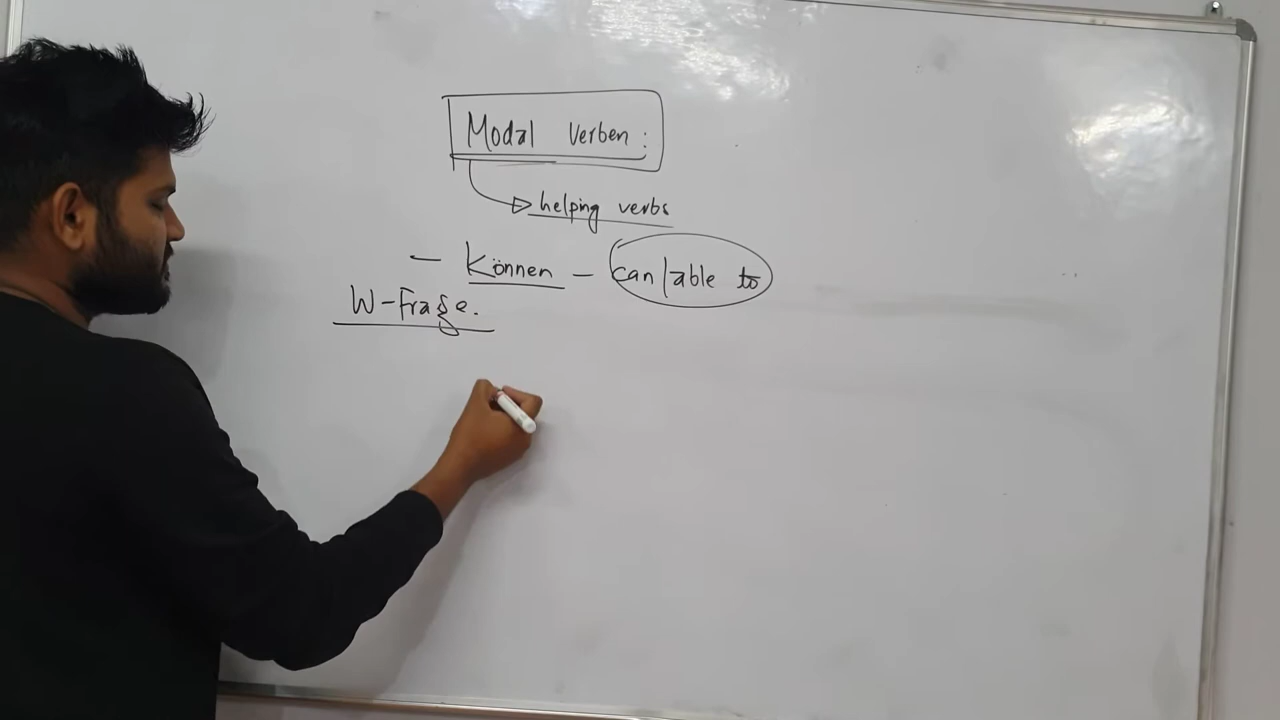 Modal Verben:
helping verbs
- Können - can/able to
W-Frage.